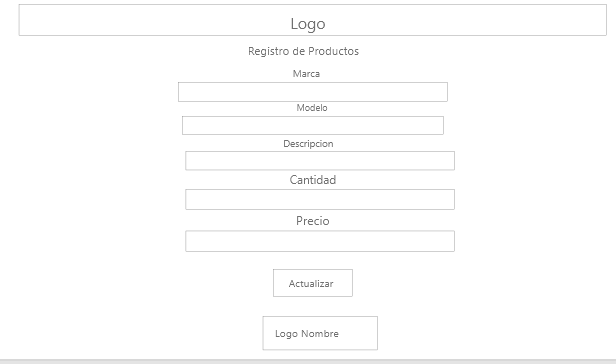 Logo
Registro de Productos
Marca
Modelo
Descripcion
Cantidad
Precio
Actualizar
Logo Nombre